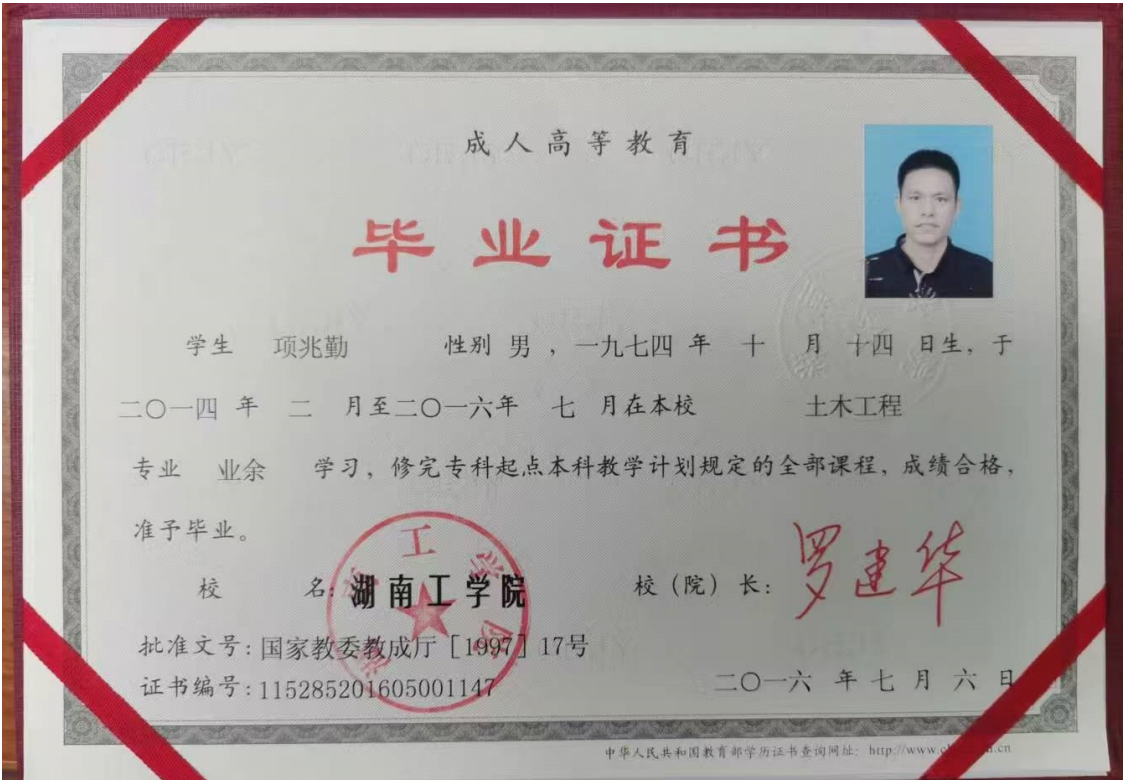 成人高等教育
毕业证书
学生 项兆勤 性别 男 ，一九七四 年 十 月 十四 日生，于
二〇一四 年 二 月至二〇一六年 七 月在本校 土木工程
专业 业余 学习，修完专科起点本科教学计划规定的全部课程，成绩合格，
准予毕业。
校 名: 湖南工学院 校（院）长: 罗建华
湖南工学院
批准文号: 国家教委教成厅［1997］17号
证书编号: 115285201605001147 二〇一六 年 七 月 六 日
中华人民共和国教育部学历证书查询网址: http://www.